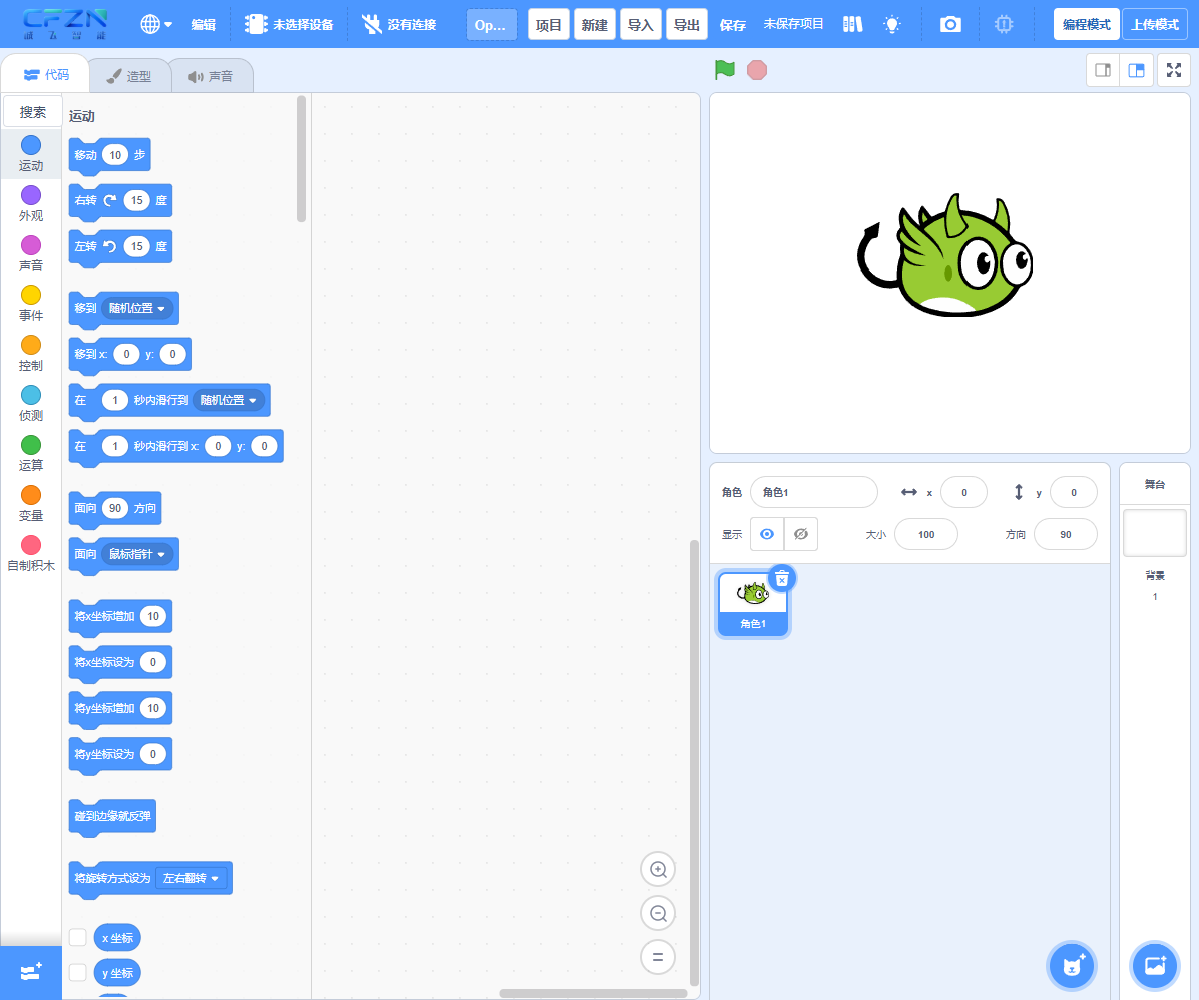 CFZN
编辑
未选择设备
没有连接
Op...
项目
新建
导入
导出
保存
未保存项目
编程模式
上传模式
代码
造型
声音
搜索
运动
外观
声音
事件
控制
侦测
运算
变量
自制积木
运动
移动 10 步
右转 15 度
左转 15 度
移到 随机位置
移到 x: 0 y: 0
在 1 秒内滑行到 随机位置
在 1 秒内滑行到 x: 0 y: 0
面向 90 方向
面向 鼠标指针
将x坐标增加 10
将x坐标设为 0
将y坐标增加 10
将y坐标设为 0
碰到边缘就反弹
将旋转方式设为 左右翻转
x 坐标
y 坐标
角色 角色1 x 0 y 0
显示 大小 100 方向 90
角色1
舞台
背景
1